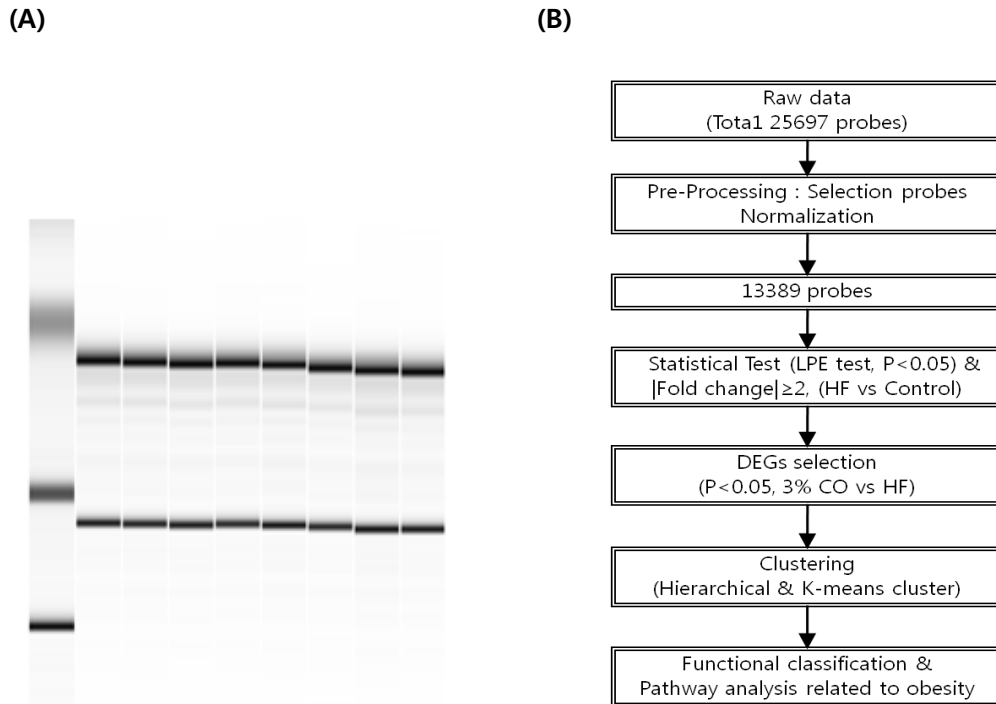 (A)
(B)
Raw data
(Tota1 25697 probes)
Pre-Processing : Selection probes
Normalization
13389 probes
Statistical Test (LPE test, P<0.05) &
|Fold change|≥2, (HF vs Control)
DEGs selection
(P<0.05, 3% CO vs HF)
Clustering
(Hierarchical & K-means cluster)
Functional classification &
Pathway analysis related to obesity